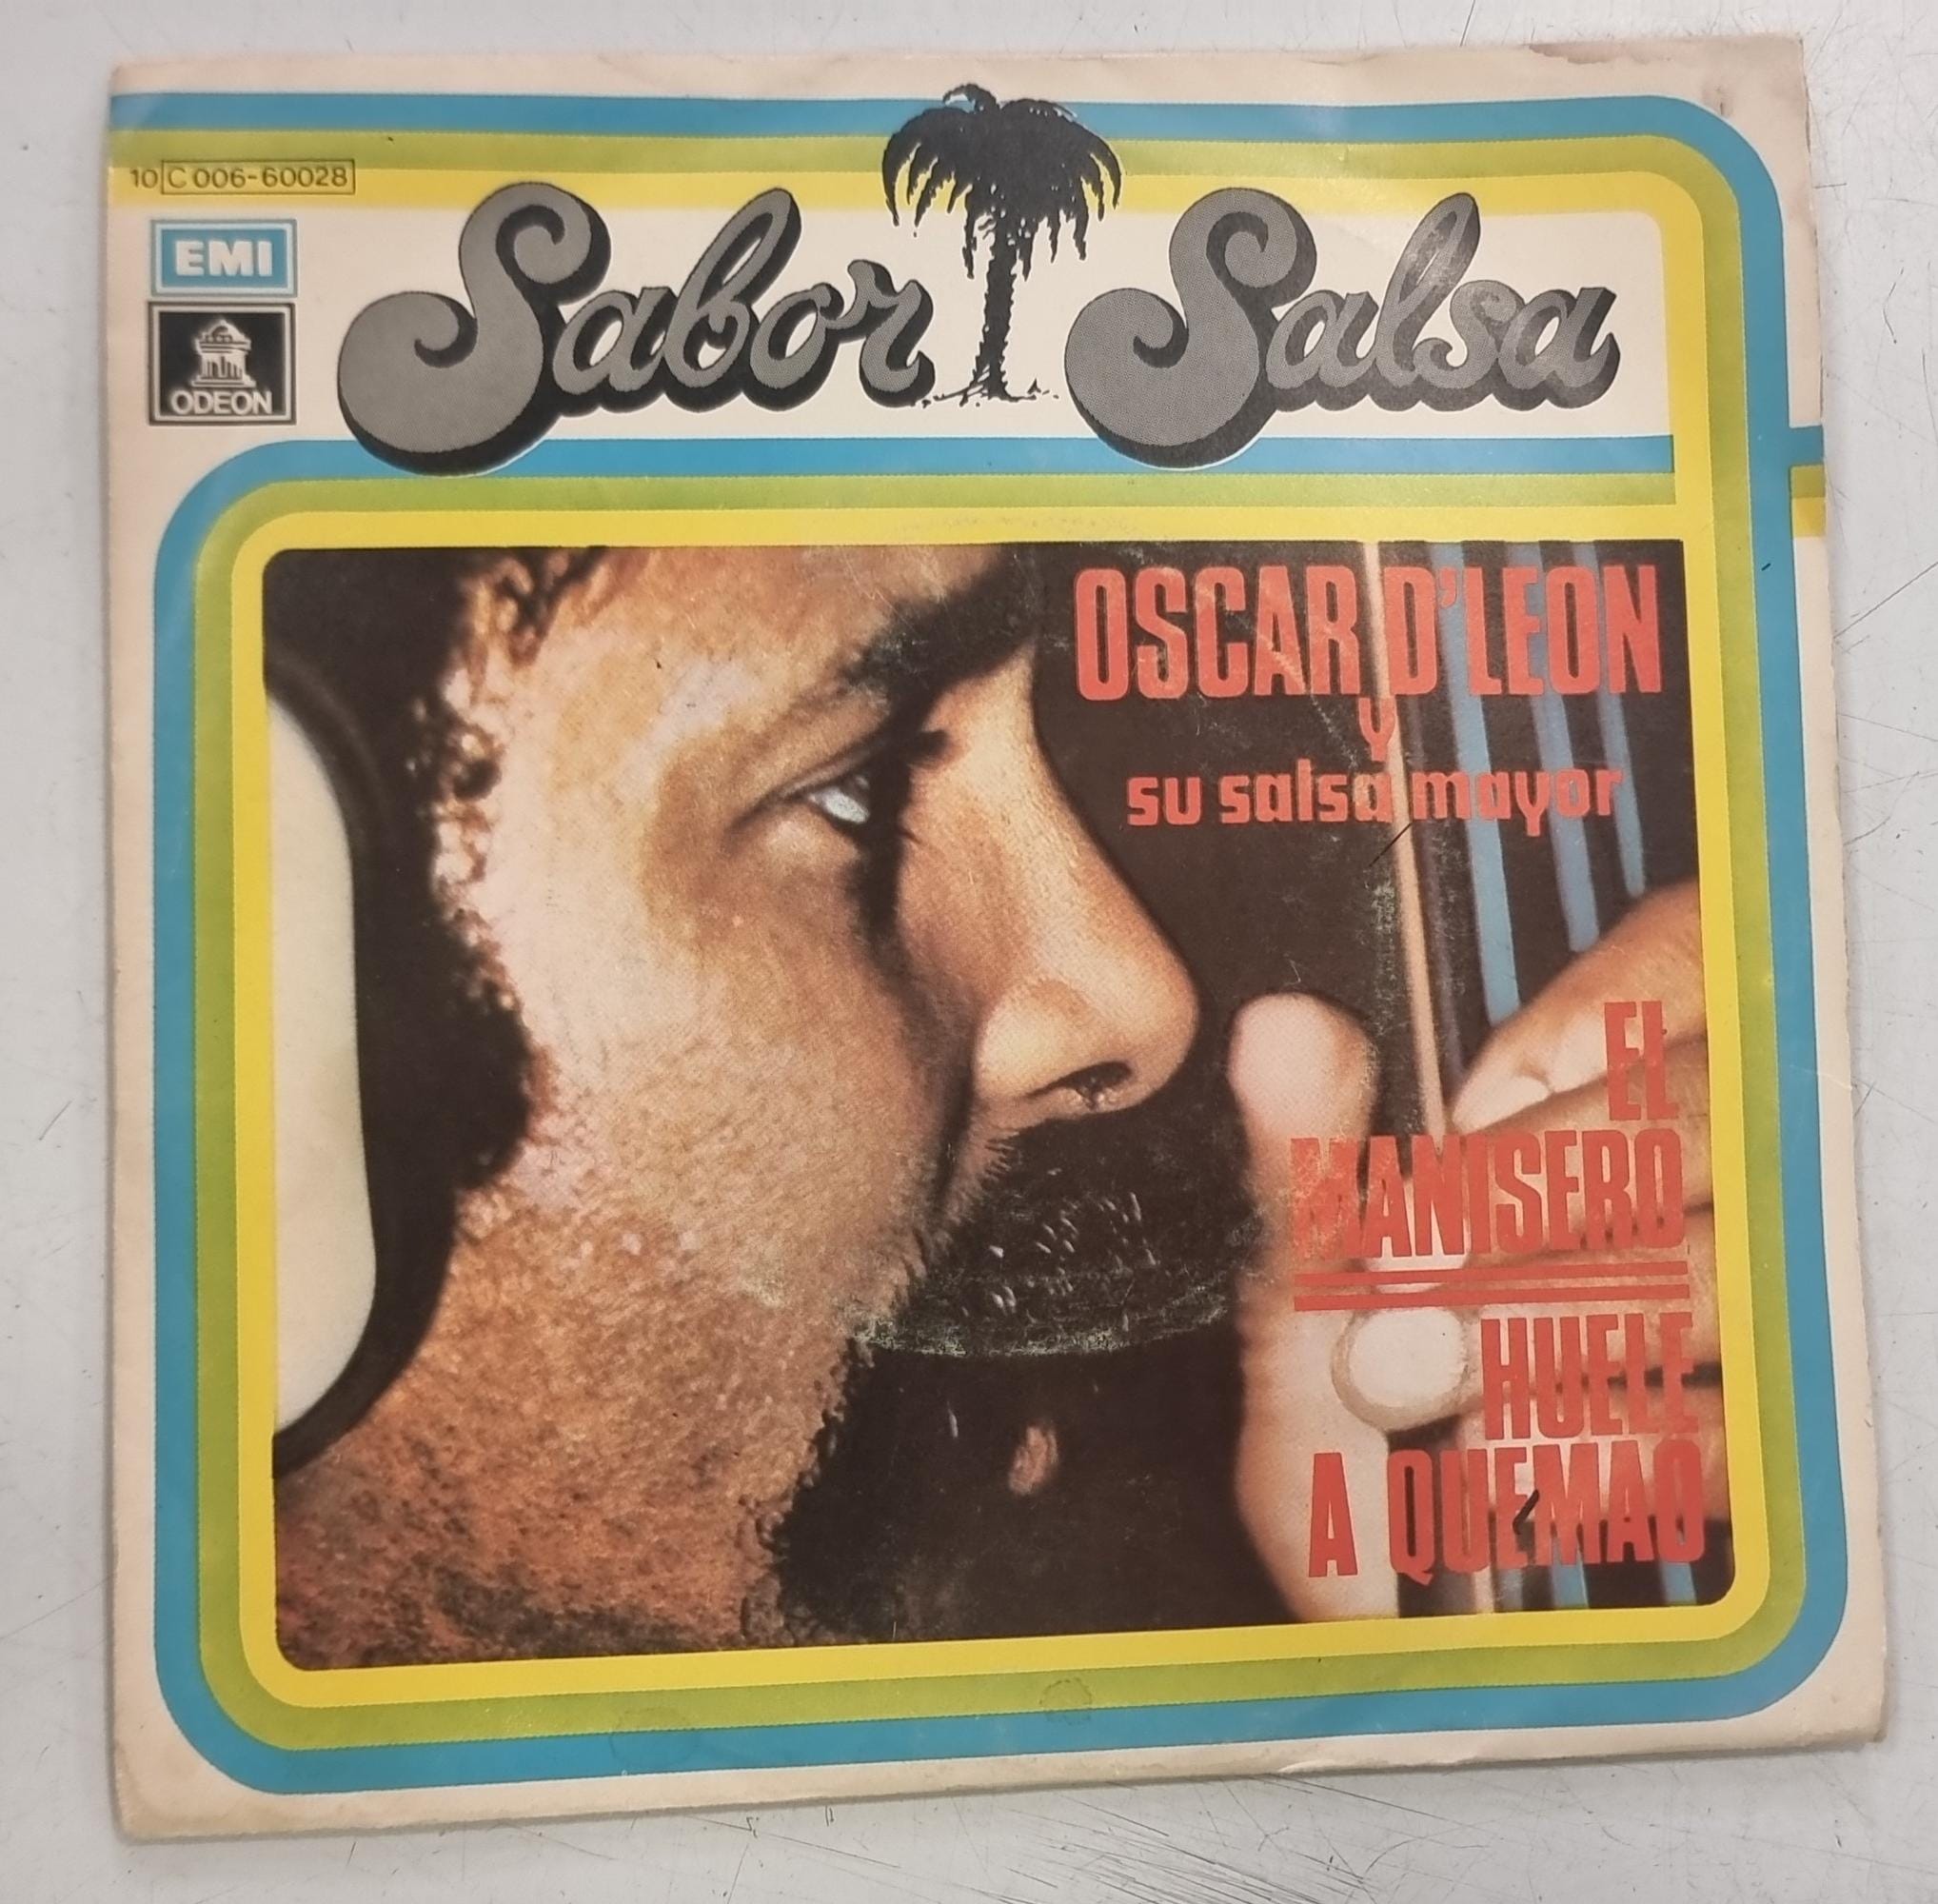 10 C 006-60028
EMI
ODEON
Sabor Salsa
OSCAR D'LEON
Y
su salsa mayor
EL
MANISERO
HUELE
A QUEMAO